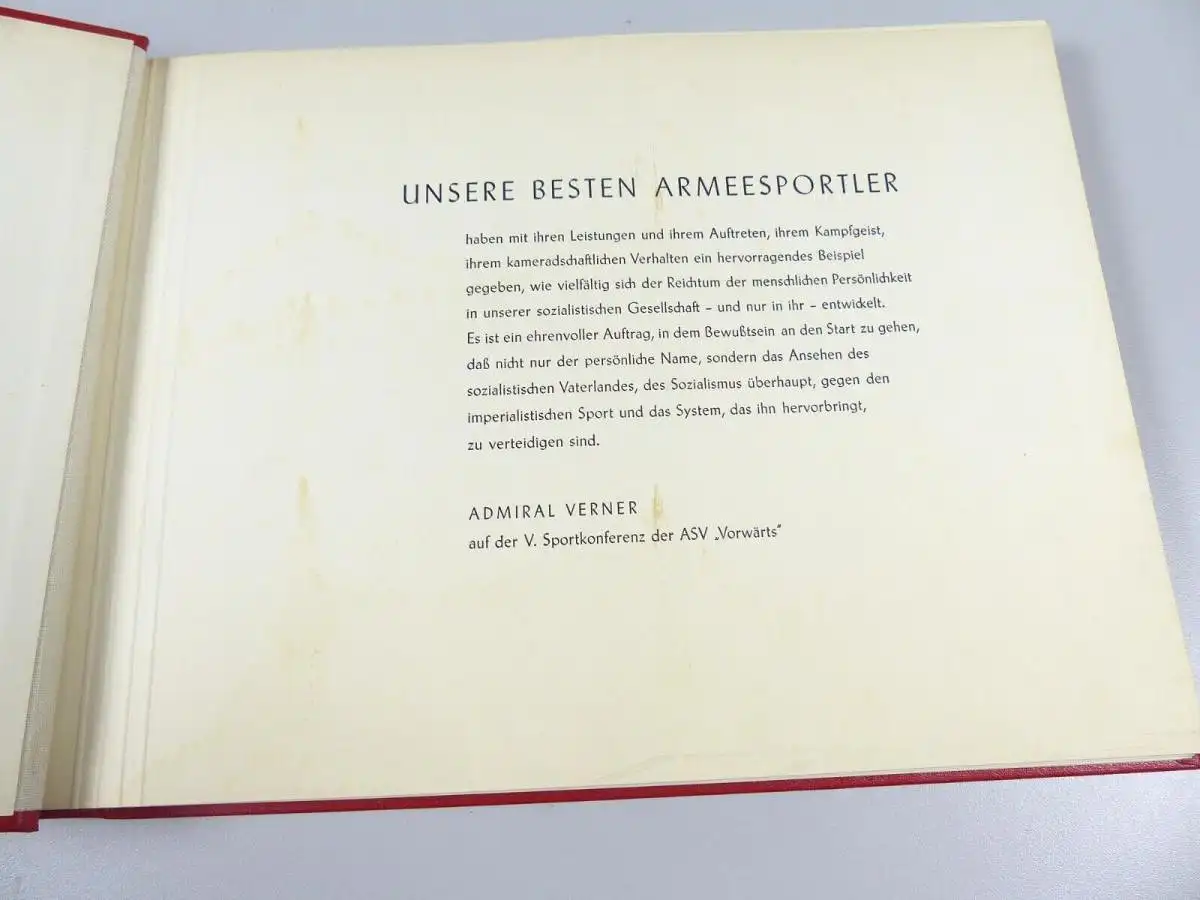 UNSERE BESTEN ARMEESPORTLER
haben mit ihren Leistungen und ihrem Auftreten, ihrem Kampfgeist,
ihrem kameradschaftlichen Verhalten ein hervorragendes Beispiel
gegeben, wie vielfältig sich der Reichtum der menschlichen Persönlichkeit
in unserer sozialistischen Gesellschaft – und nur in ihr – entwickelt.
Es ist ein ehrenvoller Auftrag, in dem Bewußtsein an den Start zu gehen,
daß nicht nur der persönliche Name, sondern das Ansehen des
sozialistischen Vaterlandes, des Sozialismus überhaupt, gegen den
imperialistischen Sport und das System, das ihn hervorbringt,
zu verteidigen sind.
ADMIRAL VERNER
auf der V. Sportkonferenz der ASV „Vorwärts"